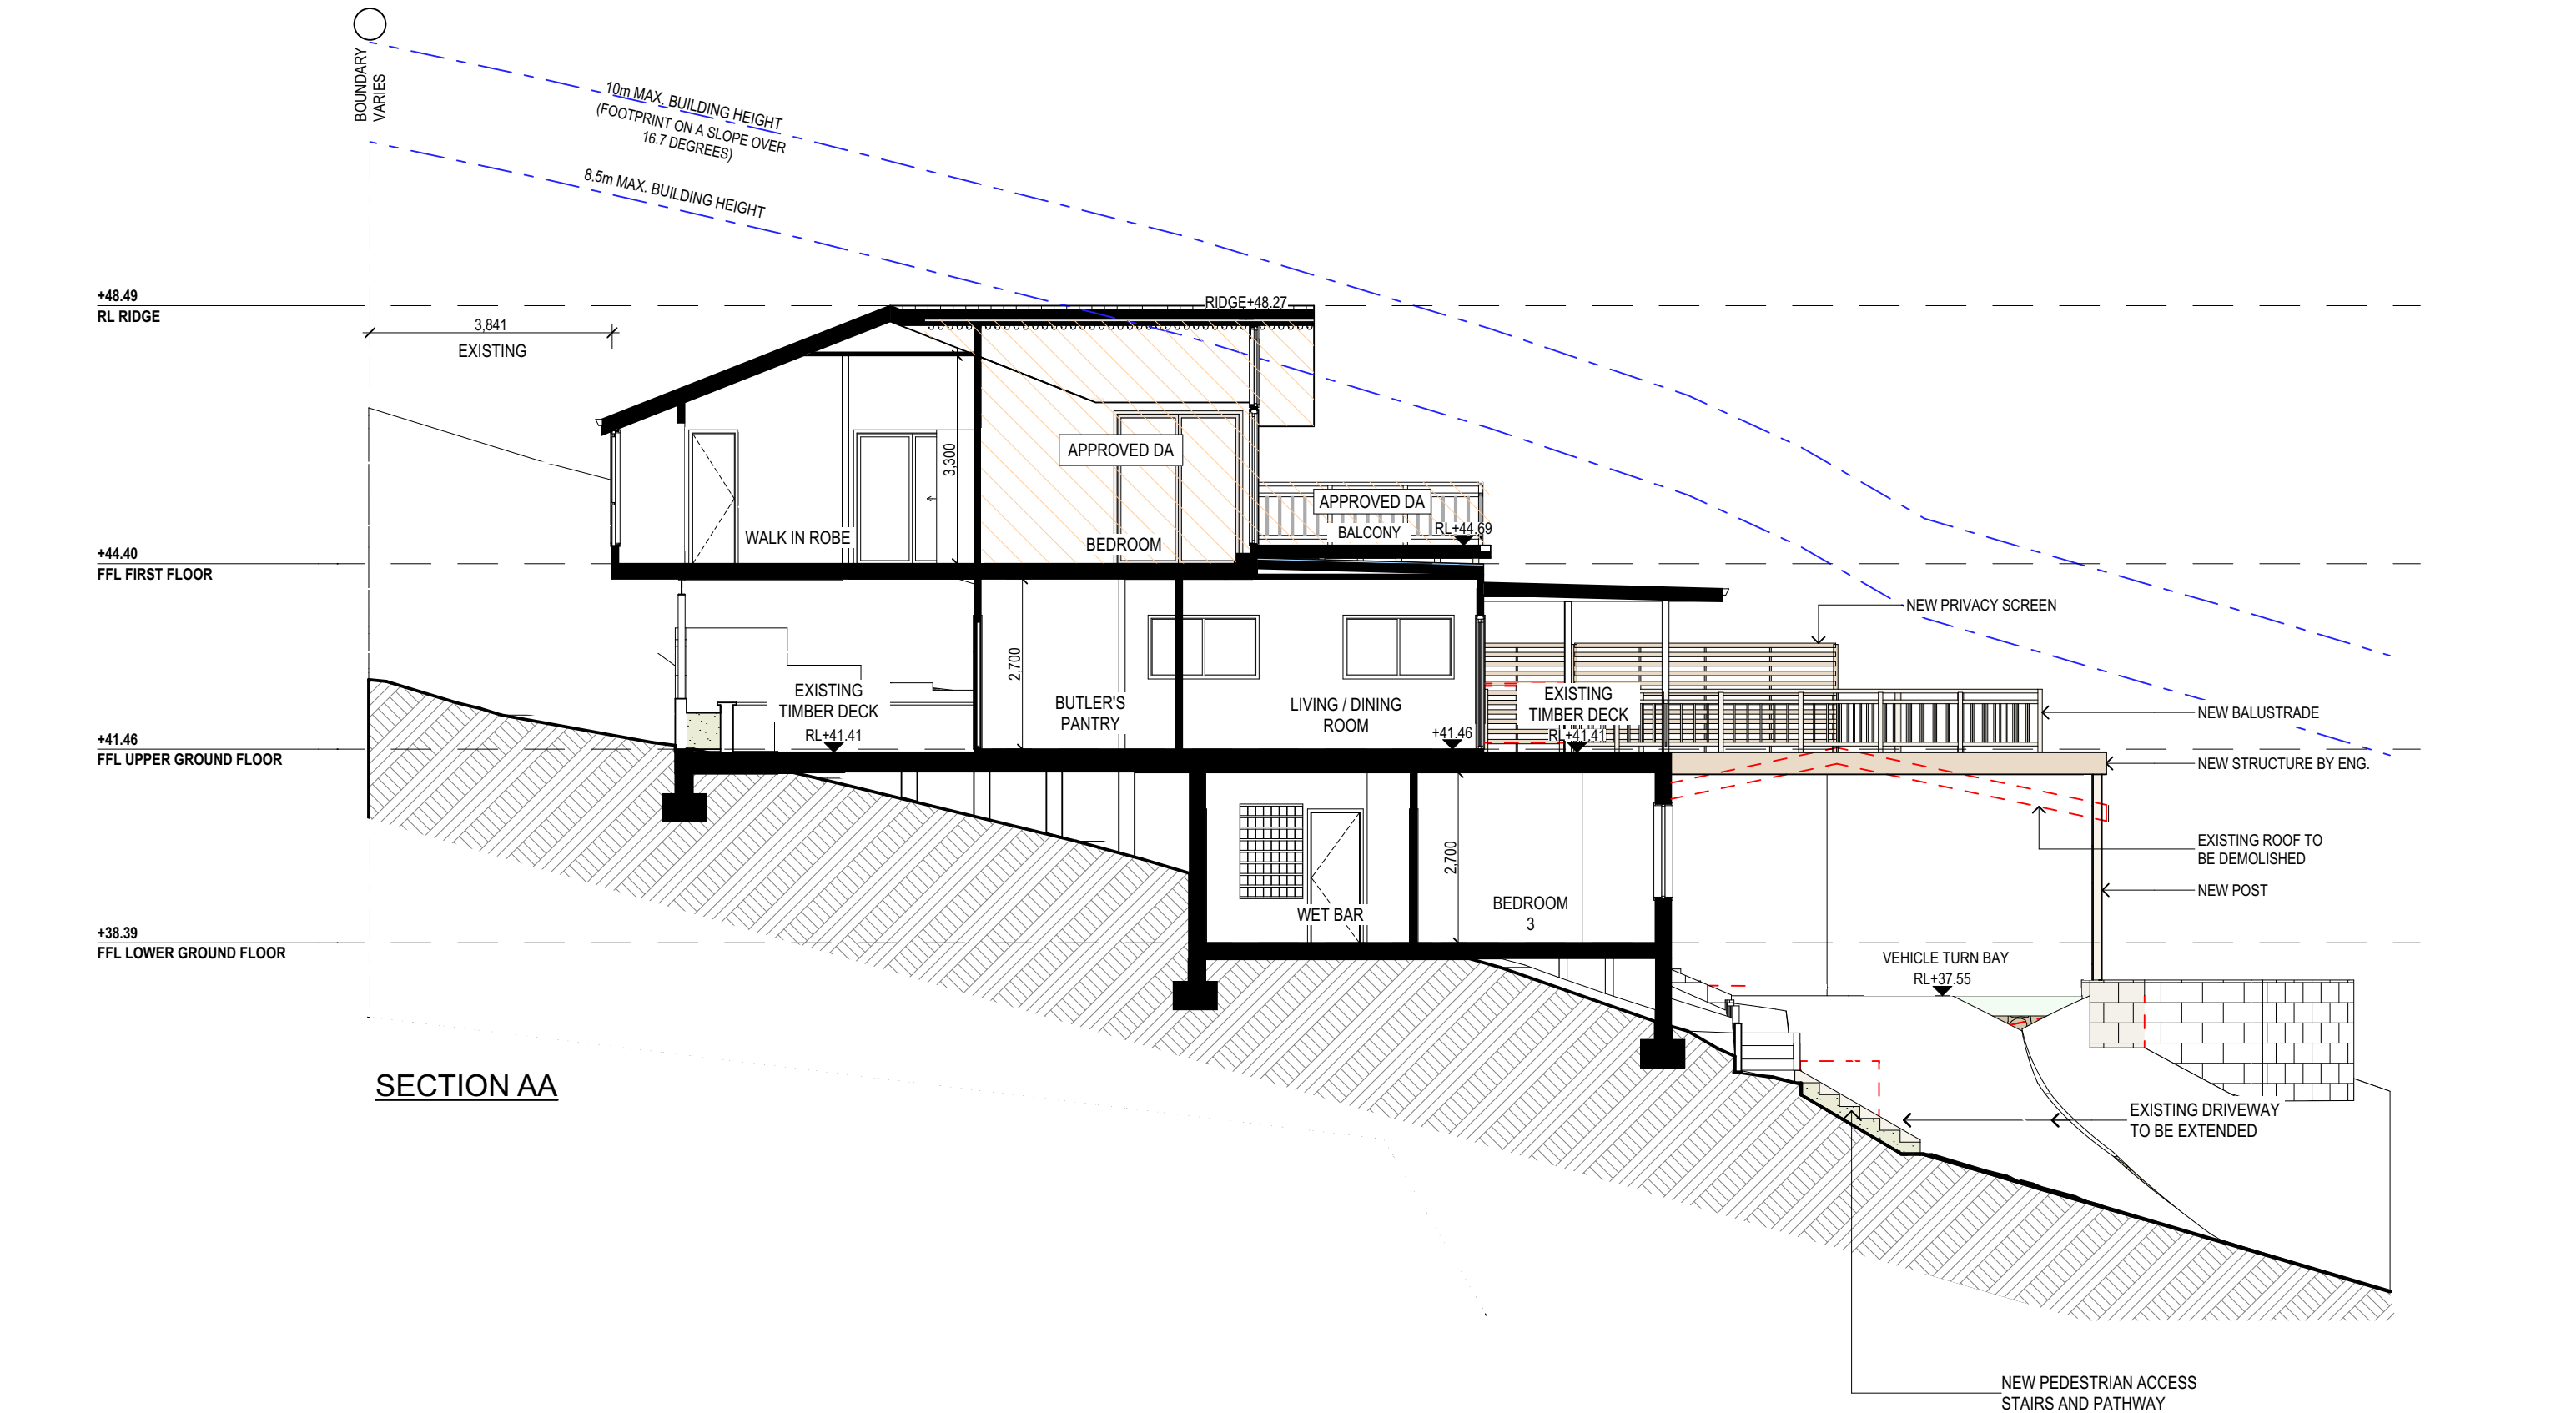 BOUNDARY
VARIES
10m MAX. BUILDING HEIGHT
(FOOTPRINT ON A SLOPE OVER
16.7 DEGREES)
8.5m MAX. BUILDING HEIGHT
+48.49
RL RIDGE
3,841
EXISTING
RIDGE+48.27
3,300
APPROVED DA
APPROVED DA
WALK IN ROBE
BEDROOM
BALCONY
RL+44.69
+44.40
FFL FIRST FLOOR
NEW PRIVACY SCREEN
2,700
EXISTING
TIMBER DECK
RL+41.41
BUTLER'S
PANTRY
LIVING / DINING
ROOM
+41.46
EXISTING
TIMBER DECK
RL+41.41
NEW BALUSTRADE
+41.46
FFL UPPER GROUND FLOOR
NEW STRUCTURE BY ENG.
EXISTING ROOF TO
BE DEMOLISHED
NEW POST
2,700
WET BAR
BEDROOM
3
+38.39
FFL LOWER GROUND FLOOR
VEHICLE TURN BAY
RL+37.55
SECTION AA
EXISTING DRIVEWAY
TO BE EXTENDED
NEW PEDESTRIAN ACCESS
STAIRS AND PATHWAY